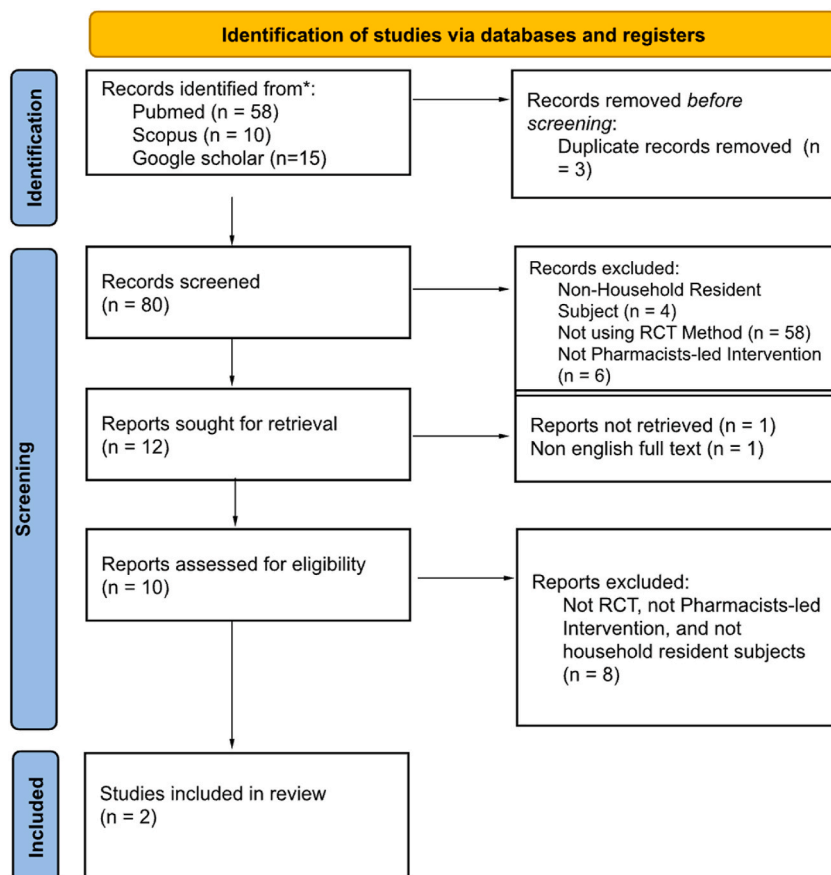 Identification of studies via databases and registers
Identification
Records identified from*:
Pubmed (n = 58)
Scopus (n = 10)
Google scholar (n=15)
Records removed before
screening:
Duplicate records removed (n
= 3)
Screening
Records screened
(n = 80)
Records excluded:
Non-Household Resident
Subject (n = 4)
Not using RCT Method (n = 58)
Not Pharmacists-led Intervention
(n = 6)
Reports sought for retrieval
(n = 12)
Reports not retrieved (n = 1)
Non english full text (n = 1)
Reports assessed for eligibility
(n = 10)
Reports excluded:
Not RCT, not Pharmacists-led
Intervention, and not
household resident subjects
(n = 8)
Included
Studies included in review
(n = 2)